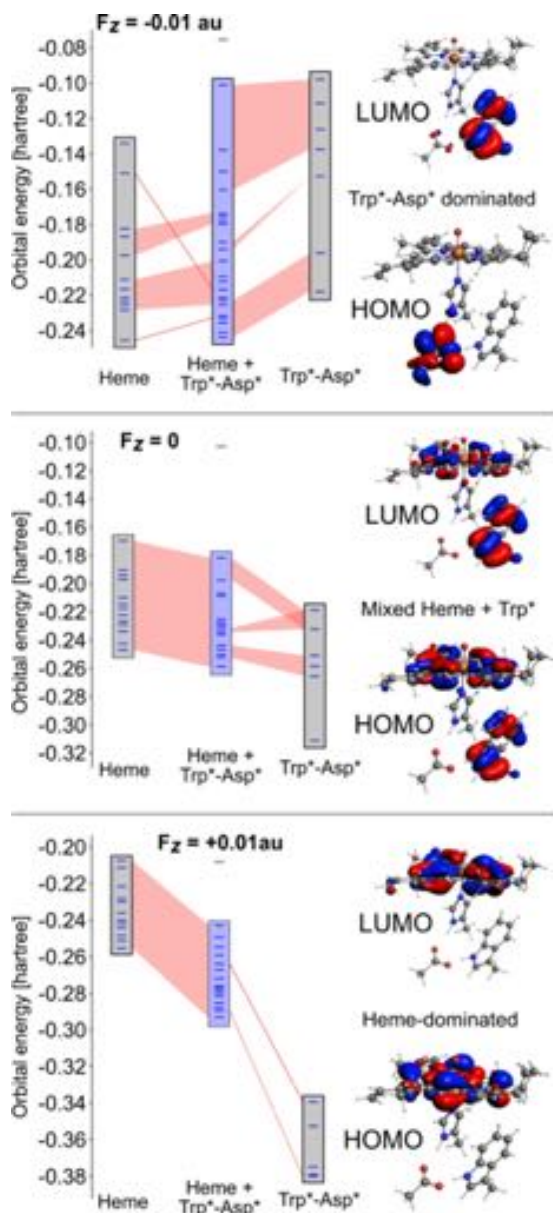 Fz = -0.01 au
Orbital energy [hartree]
-0.08
-0.10
-0.12
-0.14
-0.16
-0.18
-0.20
-0.22
-0.24
Heme
Heme +
Trp*-Asp*
Trp*-Asp*
LUMO
Trp*-Asp* dominated
HOMO
Fz = 0
Orbital energy [hartree]
-0.10
-0.12
-0.14
-0.16
-0.18
-0.20
-0.22
-0.24
-0.26
-0.28
-0.30
-0.32
Heme
Heme +
Trp*-Asp*
Trp*-Asp*
LUMO
Mixed Heme + Trp*
HOMO
Fz = +0.01au
Orbital energy [hartree]
-0.20
-0.22
-0.24
-0.26
-0.28
-0.30
-0.32
-0.34
-0.36
-0.38
Heme
Heme +
Trp*-Asp*
Trp*-Asp*
LUMO
Heme-dominated
HOMO